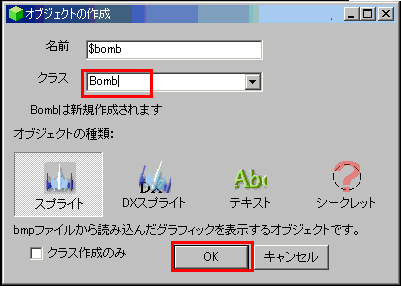 オブジェクトの作成
名前 $bomb
クラス Bomb
Bombは新規作成されます
オブジェクトの種類:
スプライト DXスプライト テキスト シークレット
bmpファイルから読み込んだグラフィックを表示するオブジェクトです。
クラス作成のみ OK キャンセル